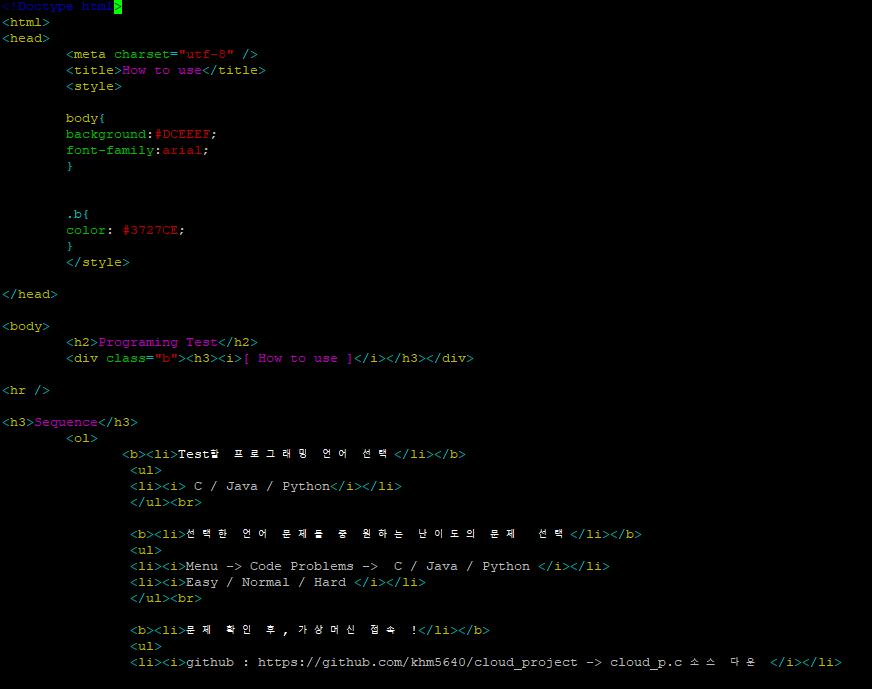 <!Doctype html>
<html>
<head>
<meta charset="utf-8" />
<title>How to use</title>
<style>
body{
background:#DCEEEF;
font-family:arial;
}
.b{
color: #3727CE;
}
</style>
</head>
<body>
<h2>Programing Test</h2>
<div class="b"><h3><i>[ How to use ]</i></h3></div>
<hr />
<h3>Sequence</h3>
<ol>
<b><li>Test할 프로그래밍 언어 선택</li></b>
<ul>
<li><i> C / Java / Python</i></li>
</ul><br>
<b><li>선택한 언어 문제들 중 원하는 난이도의 문제 선택</li></b>
<ul>
<li><i>Menu -> Code Problems -> C / Java / Python </i></li>
<li><i>Easy / Normal / Hard </i></li>
</ul><br>
<b><li>문제 확인 후, 가상머신 접속 !</li></b>
<ul>
<li><i>github : https://github.com/khm5640/cloud_project -> cloud_p.c 소스 다운 </i></li>